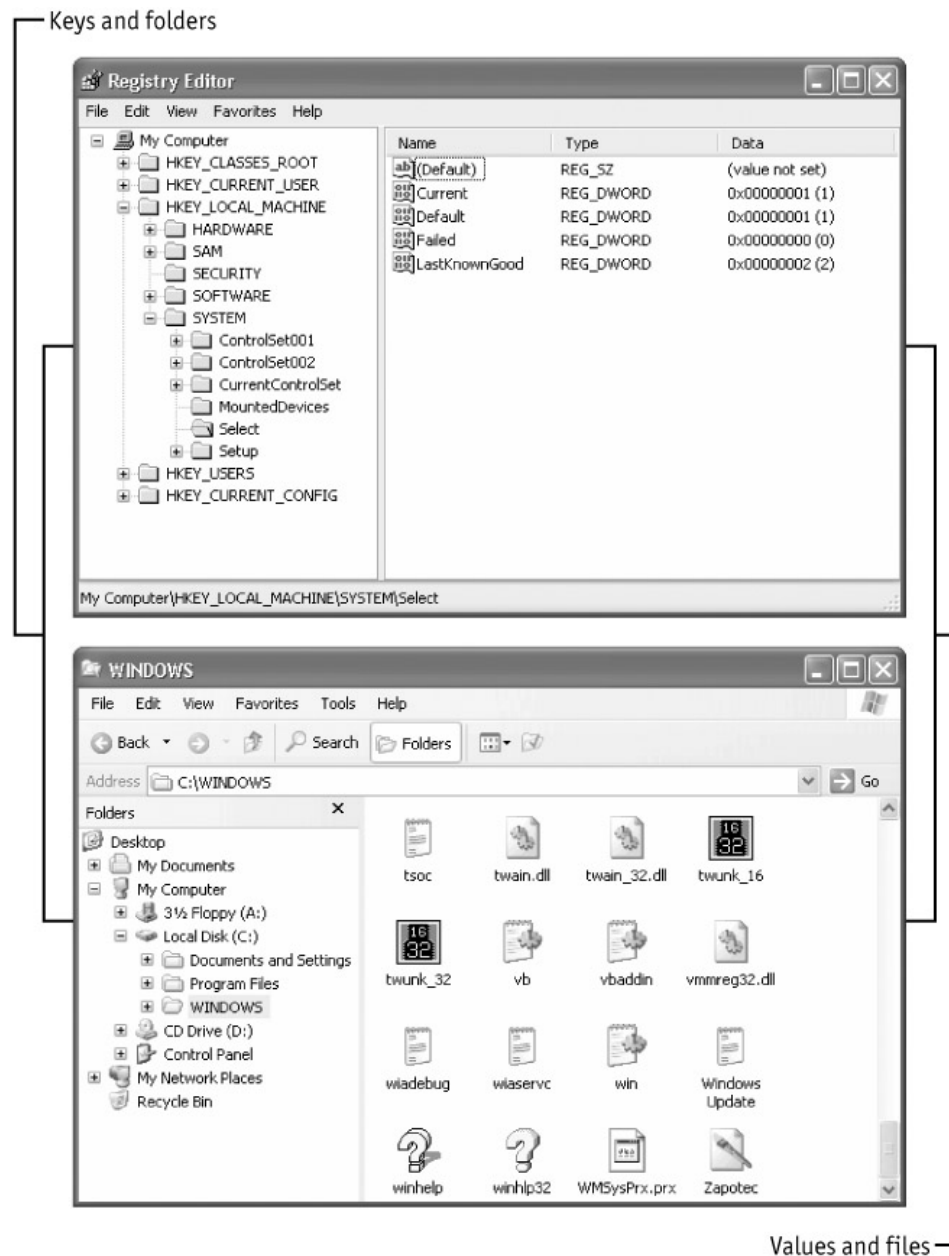 Keys and folders
Registry Editor
File Edit View Favorites Help
My Computer
HKEY_CLASSES_ROOT
HKEY_CURRENT_USER
HKEY_LOCAL_MACHINE
HARDWARE
SAM
SECURITY
SOFTWARE
SYSTEM
ControlSet001
ControlSet002
CurrentControlSet
MountedDevices
Select
Setup
HKEY_USERS
HKEY_CURRENT_CONFIG
Name Type Data
(Default) REG_SZ (value not set)
Current REG_DWORD 0x00000001 (1)
Default REG_DWORD 0x00000001 (1)
Failed REG_DWORD 0x00000000 (0)
LastKnownGood REG_DWORD 0x00000002 (2)
My Computer\HKEY_LOCAL_MACHINE\SYSTEM\Select
WINDOWS
File Edit View Favorites Tools Help
Back Search Folders
Address C:\WINDOWS Go
Folders
Desktop
My Documents
My Computer
3½ Floppy (A:)
Local Disk (C:)
Documents and Settings
Program Files
WINDOWS
CD Drive (D:)
Control Panel
My Network Places
Recycle Bin
tsoc twain.dll twain_32.dll twunk_16
twunk_32 vb vbaddin vmmreg32.dll
wiadebug wiaservc win Windows Update
winhelp winhlp32 WMSysPrx.prx Zapotec
Values and files